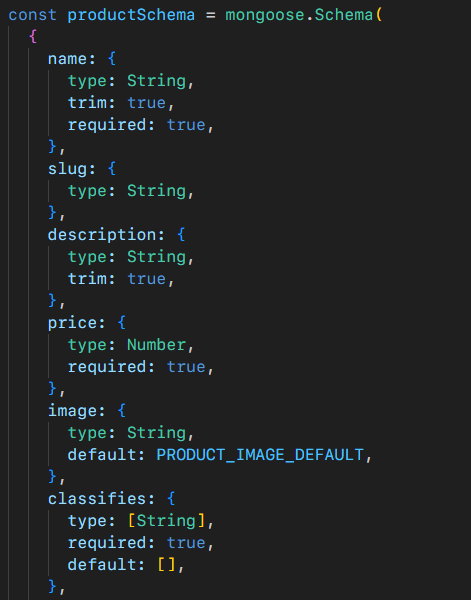 const productSchema = mongoose.Schema(
  {
    name: {
      type: String,
      trim: true,
      required: true,
    },
    slug: {
      type: String,
    },
    description: {
      type: String,
      trim: true,
    },
    price: {
      type: Number,
      required: true,
    },
    image: {
      type: String,
      default: PRODUCT_IMAGE_DEFAULT,
    },
    classifies: {
      type: [String],
      required: true,
      default: [],
    },